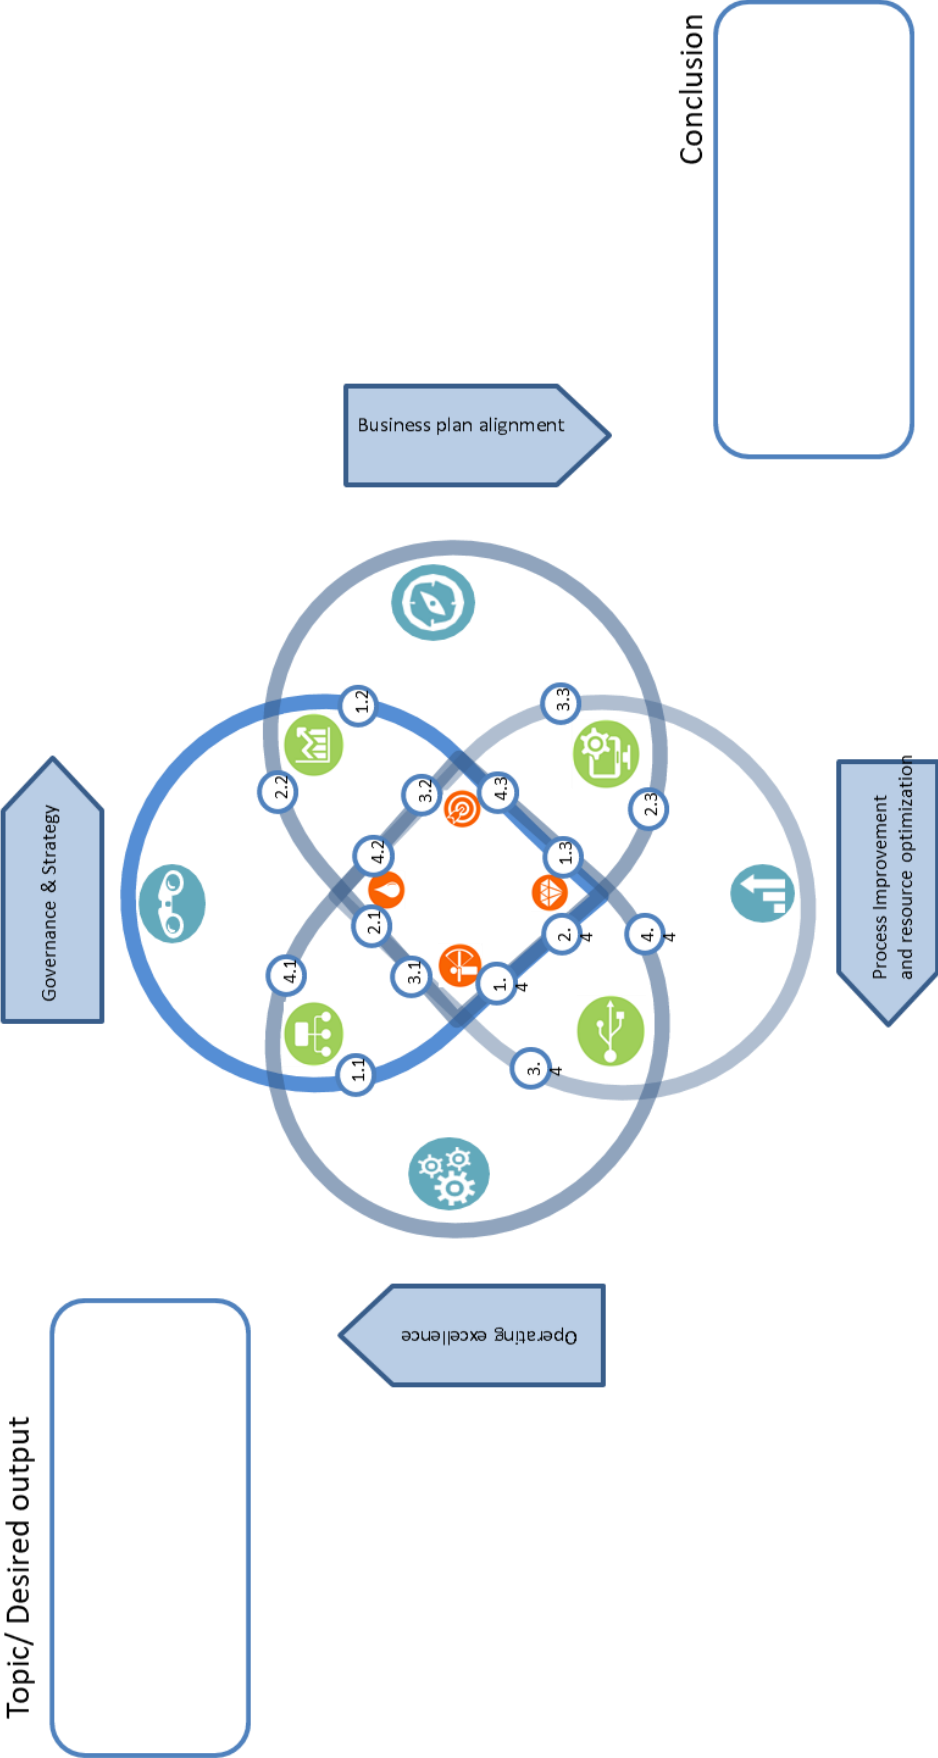 Topic/ Desired output
Governance & Strategy
Operating excellence
Business plan alignment
Process Improvement
and resource optimization
Conclusion
1.1
4.1
2.2
1.2
3.1
2.1
4.2
3.2
3.
4
1.
4
2.
4
1.3
4.3
3.3
4.
4
2.3